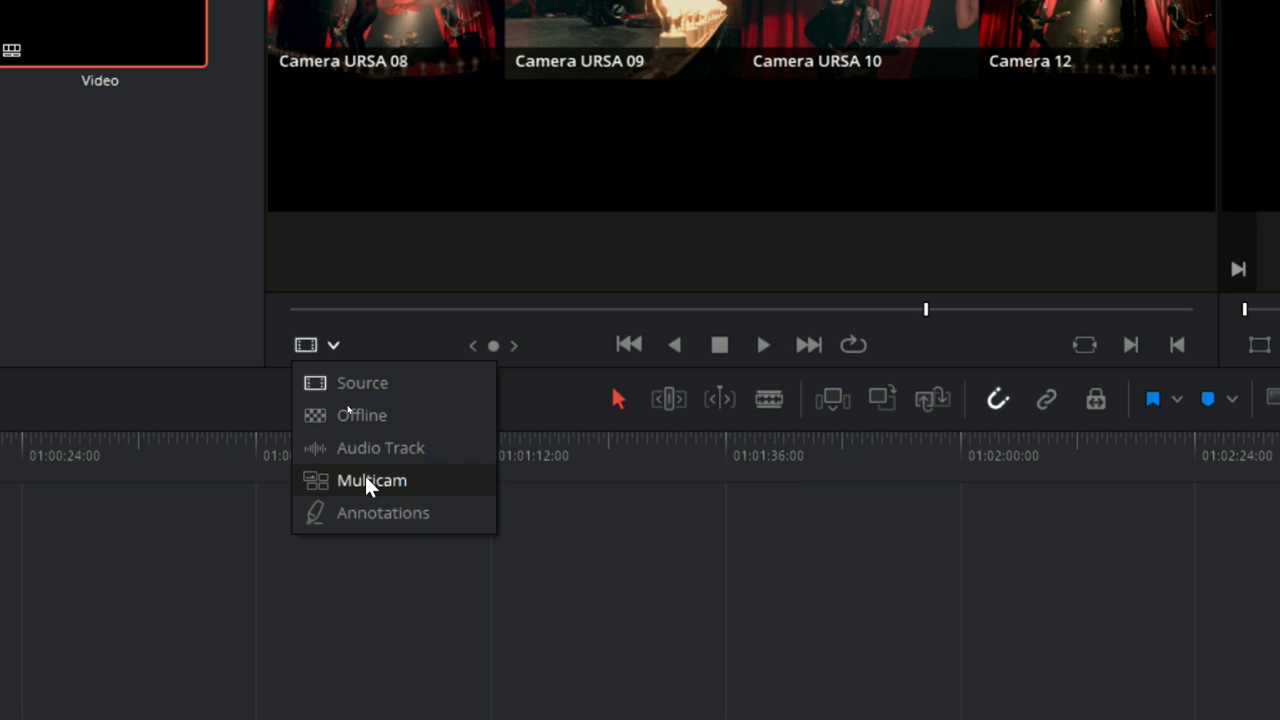 Camera URSA 08
Camera URSA 09
Camera URSA 10
Camera 12
Video
Source
Offline
Audio Track
Multicam
Annotations
01:00:24:00
01:0
01:01:12:00
01:01:36:00
01:02:00:00
01:02:24:00